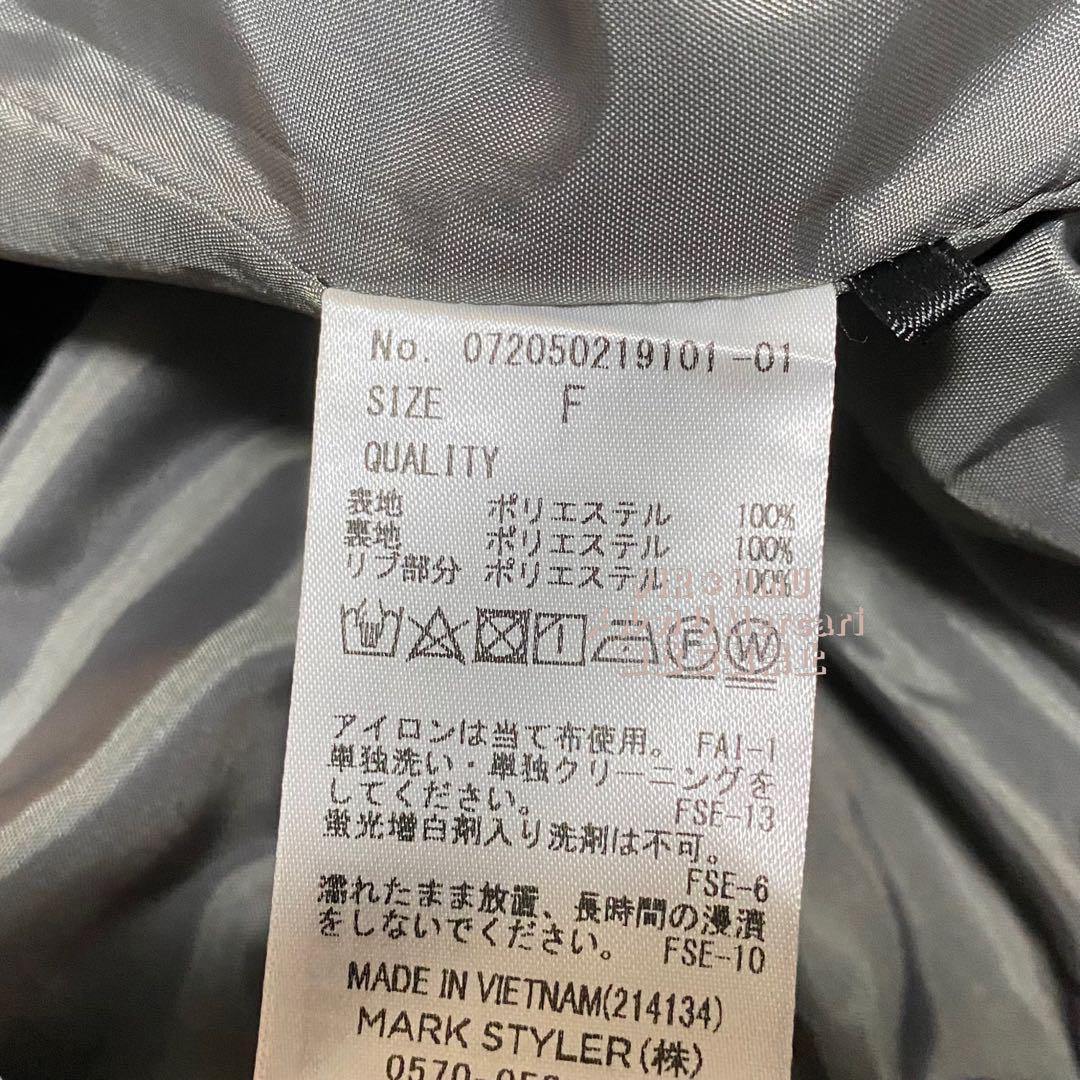 No. 072050219101-01
SIZE F
QUALITY
表地 ポリエステル 100%
裏地 ポリエステル 100%
リブ部分 ポリエステル 100%
F W
アイロンは当て布使用。 FAI-1
単独洗い・単独クリーニングを
してください。 FSE-13
蛍光増白剤入り洗剤は不可。
FSE-6
濡れたまま放置、長時間の浸漬
をしないでください。 FSE-10
MADE IN VIETNAM(214134)
MARK STYLER(株)